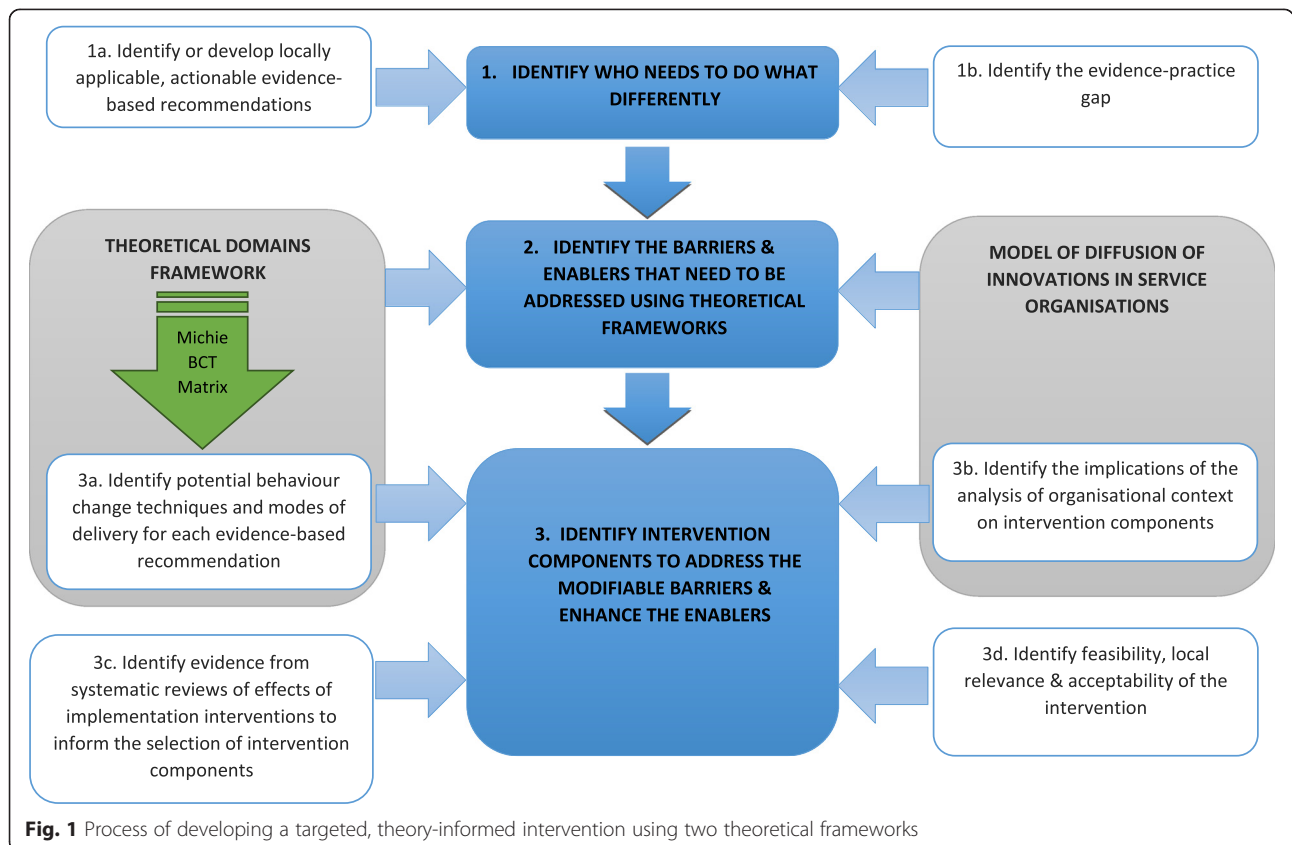 1a. Identify or develop locally
applicable, actionable evidence-
based recommendations
1. IDENTIFY WHO NEEDS TO DO WHAT
DIFFERENTLY
1b. Identify the evidence-practice
gap
THEORETICAL DOMAINS
FRAMEWORK
Michie
BCT
Matrix
2. IDENTIFY THE BARRIERS &
ENABLERS THAT NEED TO BE
ADDRESSED USING THEORETICAL
FRAMEWORKS
MODEL OF DIFFUSION OF
INNOVATIONS IN SERVICE
ORGANISATIONS
3a. Identify potential behaviour
change techniques and modes of
delivery for each evidence-based
recommendation
3. IDENTIFY INTERVENTION
COMPONENTS TO ADDRESS THE
MODIFIABLE BARRIERS &
ENHANCE THE ENABLERS
3b. Identify the implications of the
analysis of organisational context
on intervention components
3c. Identify evidence from
systematic reviews of effects of
implementation interventions to
inform the selection of intervention
components
3d. Identify feasibility, local
relevance & acceptability of the
intervention
Fig. 1 Process of developing a targeted, theory-informed intervention using two theoretical frameworks